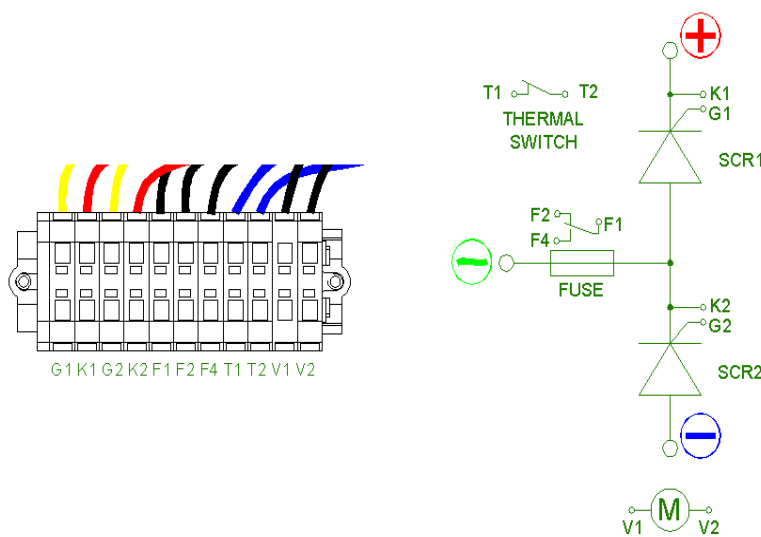 G1 K1 G2 K2 F1 F2 F4 T1 T2 V1 V2
T1 T2
THERMAL
SWITCH
K1
G1
SCR1
F2 F1
F4
FUSE
K2
G2
SCR2
M
V1 V2